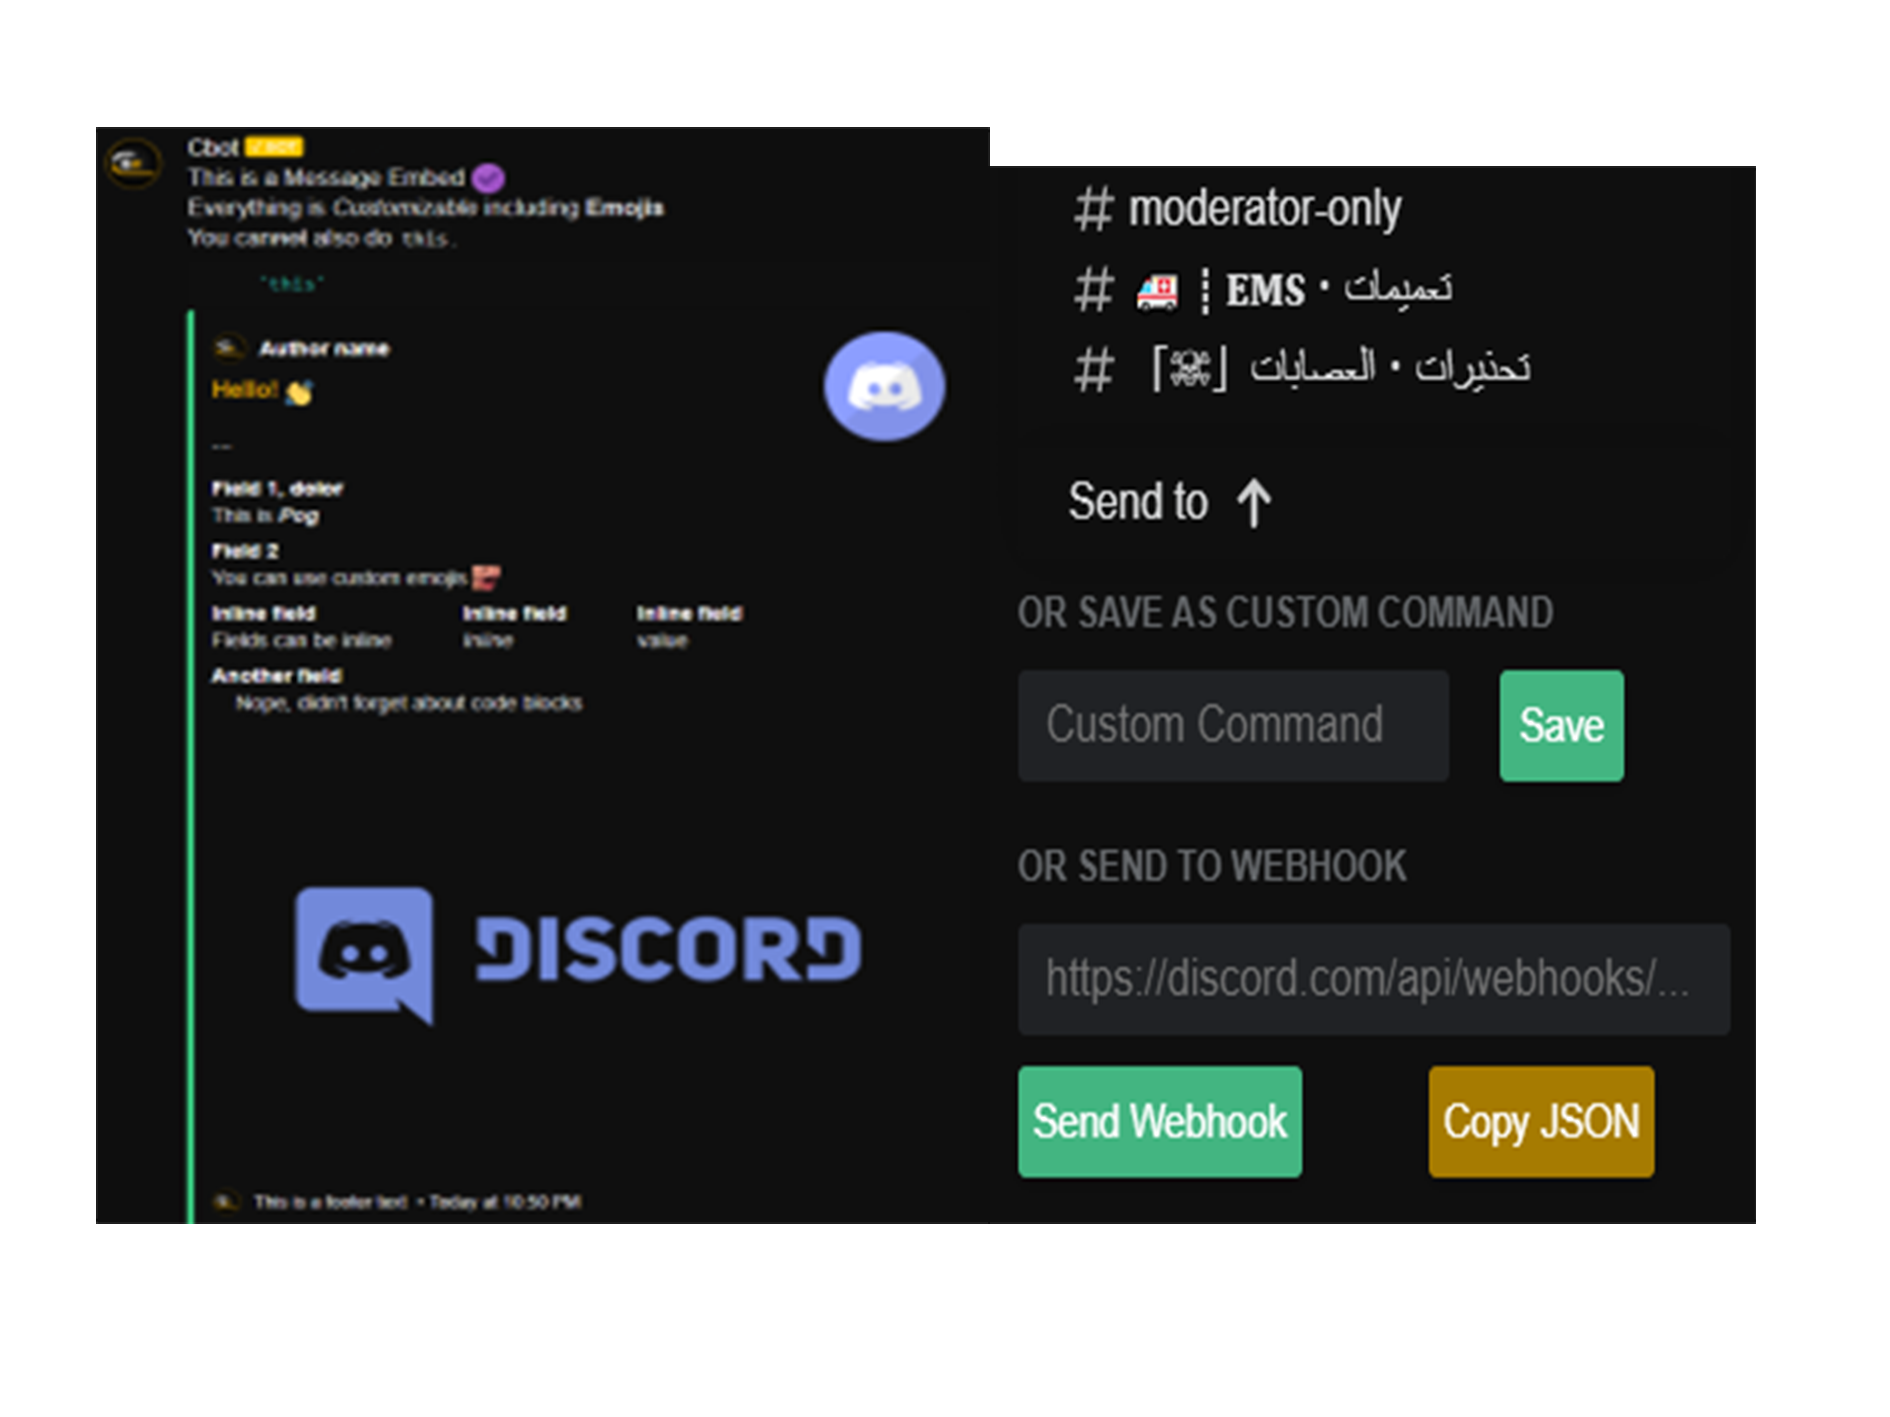 Cbot
This is a Message Embed
Everything is Customizable including Emojis
You cannot also do this.
"this"
Author name
Hello! 👋
---
Field 1, dolor
This is Pog
Field 2
You can use custom emojis
Inline field Inline field Inline field
Fields can be inline inline value
Another field
Nope, didn't forget about code blocks
DISCORD
This is a footer text • Today at 10:50 PM
# moderator-only
# 🚑 ┋ EMS • تعميمات
# ⌈☠⌋ تحذيرات • العصابات
Send to ↑
OR SAVE AS CUSTOM COMMAND
Custom Command
Save
OR SEND TO WEBHOOK
https://discord.com/api/webhooks/...
Send Webhook
Copy JSON